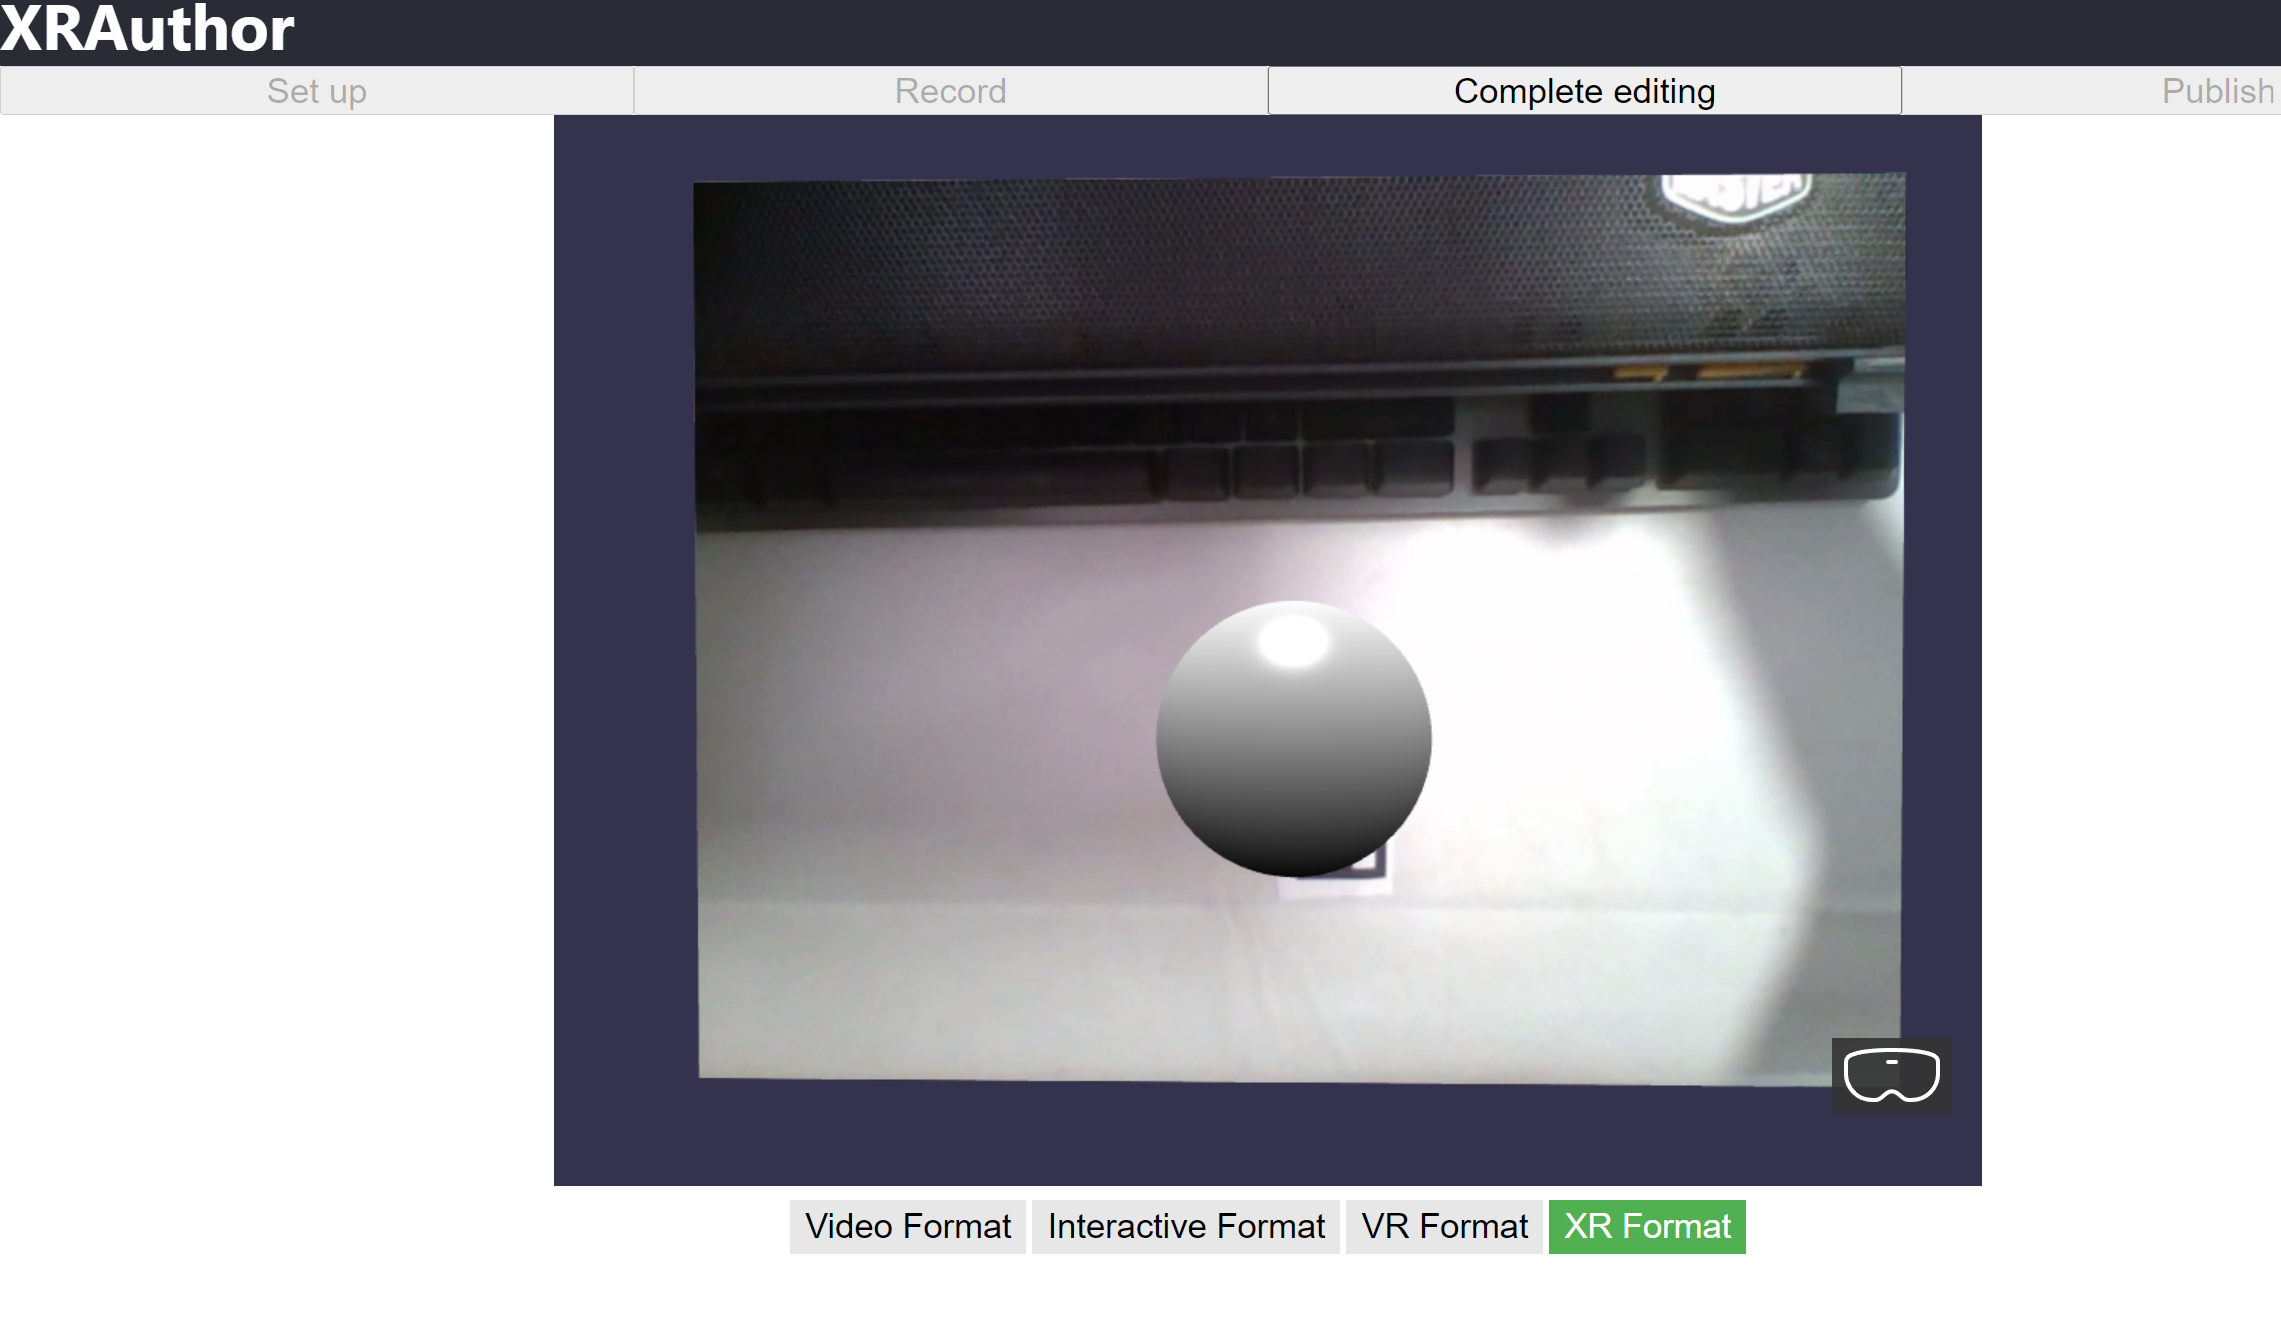 XRAuthor
Set up
Record
Complete editing
Publish
Video Format
Interactive Format
VR Format
XR Format